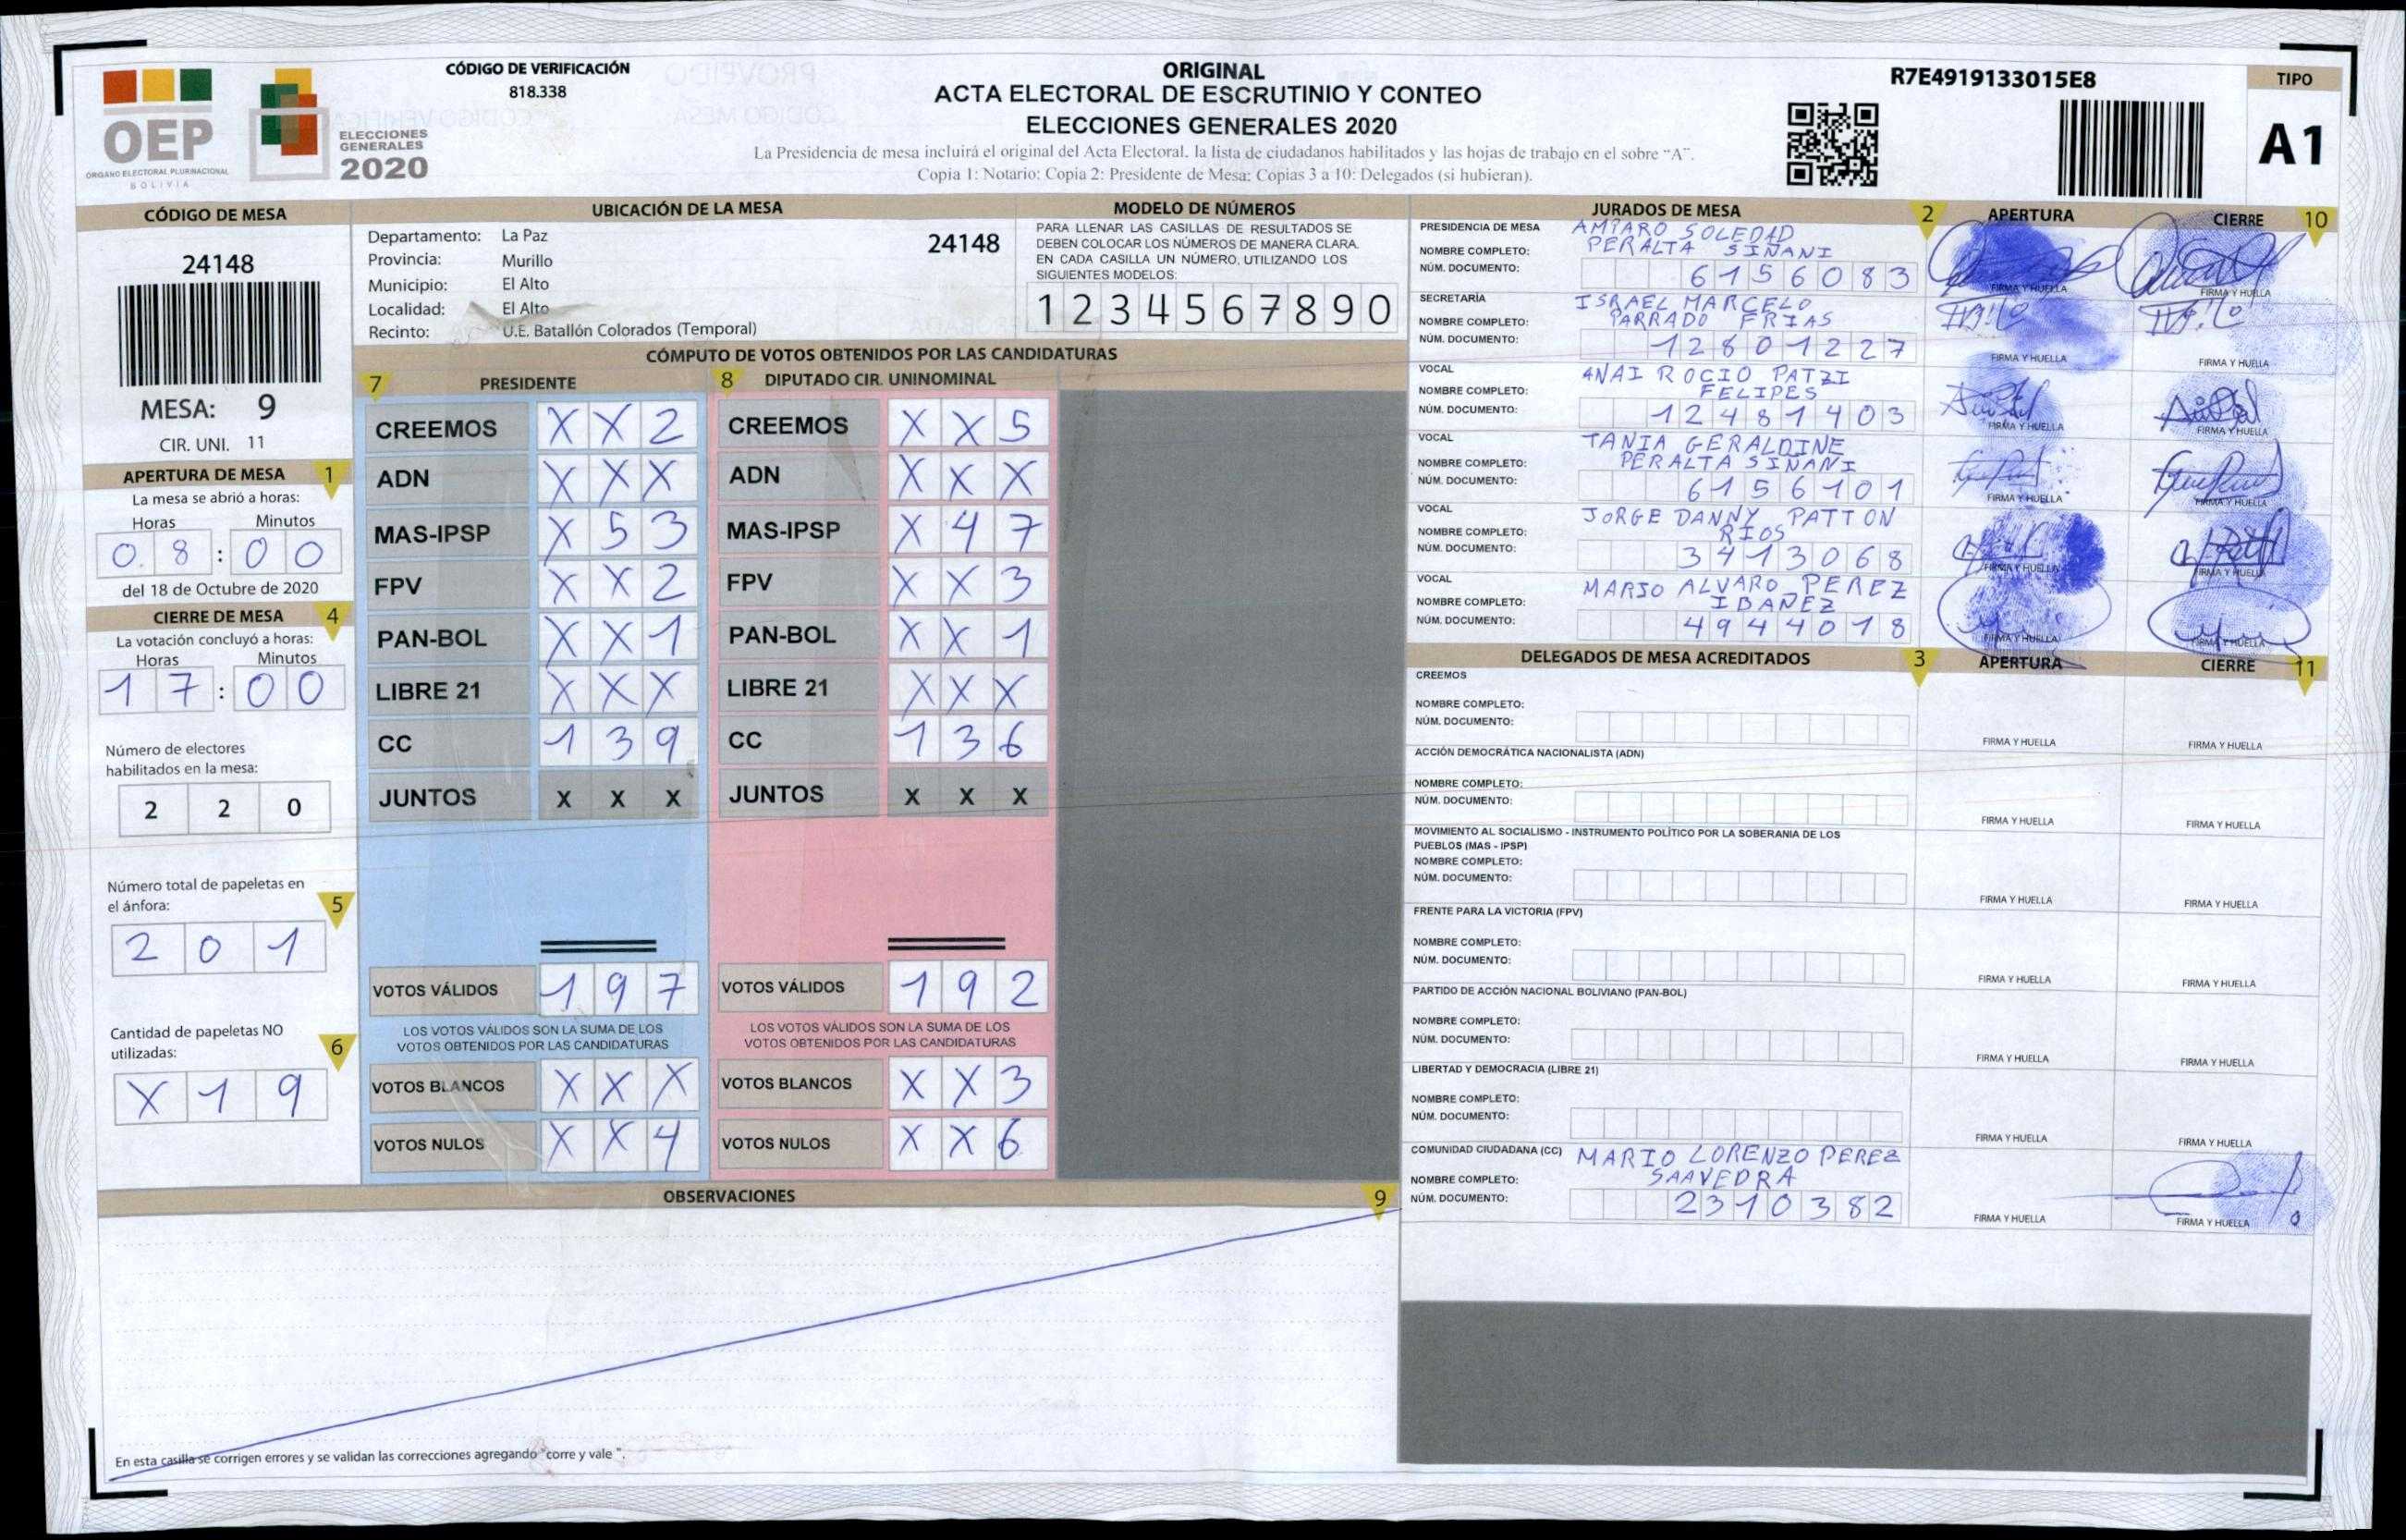 CÓDIGO DE VERIFICACIÓN
818.338
OEP
ÓRGANO ELECTORAL PLURINACIONAL
BOLIVIA
ELECCIONES
GENERALES
2020
ORIGINAL
ACTA ELECTORAL DE ESCRUTINIO Y CONTEO
ELECCIONES GENERALES 2020
La Presidencia de mesa incluirá el original del Acta Electoral, la lista de ciudadanos habilitados y las hojas de trabajo en el sobre "A".
Copia 1: Notario; Copia 2: Presidente de Mesa; Copias 3 a 10: Delegados (si hubieran).
R7E4919133015E8
TIPO
A1
CÓDIGO DE MESA
24148
MESA: 9
CIR. UNI. 11
APERTURA DE MESA 1
La mesa se abrió a horas:
Horas Minutos
0 8 : 0 0
del 18 de Octubre de 2020
CIERRE DE MESA 4
La votación concluyó a horas:
Horas Minutos
1 7 : 0 0
Número de electores
habilitados en la mesa:
2 2 0
Número total de papeletas en
el ánfora: 5
2 0 1
Cantidad de papeletas NO
utilizadas: 6
X 1 9
UBICACIÓN DE LA MESA
Departamento: La Paz 24148
Provincia: Murillo
Municipio: El Alto
Localidad: El Alto
Recinto: U.E. Batallón Colorados (Temporal)
MODELO DE NÚMEROS
PARA LLENAR LAS CASILLAS DE RESULTADOS SE
DEBEN COLOCAR LOS NÚMEROS DE MANERA CLARA.
EN CADA CASILLA UN NÚMERO, UTILIZANDO LOS
SIGUIENTES MODELOS:
1 2 3 4 5 6 7 8 9 0
CÓMPUTO DE VOTOS OBTENIDOS POR LAS CANDIDATURAS
7 PRESIDENTE
CREEMOS X X 2
ADN X X X
MAS-IPSP X 5 3
FPV X X 2
PAN-BOL X X 1
LIBRE 21 X X X
CC 1 3 9
JUNTOS X X X
VOTOS VÁLIDOS 1 9 7
LOS VOTOS VÁLIDOS SON LA SUMA DE LOS
VOTOS OBTENIDOS POR LAS CANDIDATURAS
VOTOS BLANCOS X X X
VOTOS NULOS X X 4
8 DIPUTADO CIR. UNINOMINAL
CREEMOS X X 5
ADN X X X
MAS-IPSP X 4 7
FPV X X 3
PAN-BOL X X 1
LIBRE 21 X X X
CC 1 3 6
JUNTOS X X X
VOTOS VÁLIDOS 1 9 2
LOS VOTOS VÁLIDOS SON LA SUMA DE LOS
VOTOS OBTENIDOS POR LAS CANDIDATURAS
VOTOS BLANCOS X X 3
VOTOS NULOS X X 6
OBSERVACIONES 9
En esta casilla se corrigen errores y se validan las correcciones agregando "corre y vale ".
JURADOS DE MESA 2 APERTURA CIERRE 10
PRESIDENCIA DE MESA AMPARO SOLEDAD
NOMBRE COMPLETO: PERALTA SIÑANI
NÚM. DOCUMENTO: 6156083
FIRMA Y HUELLA FIRMA Y HUELLA
SECRETARÍA ISRAEL MARCELO
NOMBRE COMPLETO: PARRADO FRIAS
NÚM. DOCUMENTO: 12801227
FIRMA Y HUELLA FIRMA Y HUELLA
VOCAL ANAI ROCIO PATZI
NOMBRE COMPLETO: FELIPES
NÚM. DOCUMENTO: 12481403
FIRMA Y HUELLA FIRMA Y HUELLA
VOCAL TANIA GERALDINE
NOMBRE COMPLETO: PERALTA SIÑANI
NÚM. DOCUMENTO: 6156101
FIRMA Y HUELLA FIRMA Y HUELLA
VOCAL JORGE DANNY PATTON
NOMBRE COMPLETO: RIOS
NÚM. DOCUMENTO: 3413068
FIRMA Y HUELLA FIRMA Y HUELLA
VOCAL MARIO ALVARO PEREZ
NOMBRE COMPLETO: IBAÑEZ
NÚM. DOCUMENTO: 4944018
FIRMA Y HUELLA FIRMA Y HUELLA
DELEGADOS DE MESA ACREDITADOS 3 APERTURA CIERRE 11
CREEMOS
NOMBRE COMPLETO:
NÚM. DOCUMENTO:
FIRMA Y HUELLA FIRMA Y HUELLA
ACCIÓN DEMOCRÁTICA NACIONALISTA (ADN)
NOMBRE COMPLETO:
NÚM. DOCUMENTO:
FIRMA Y HUELLA FIRMA Y HUELLA
MOVIMIENTO AL SOCIALISMO - INSTRUMENTO POLÍTICO POR LA SOBERANIA DE LOS
PUEBLOS (MAS - IPSP)
NOMBRE COMPLETO:
NÚM. DOCUMENTO:
FIRMA Y HUELLA FIRMA Y HUELLA
FRENTE PARA LA VICTORIA (FPV)
NOMBRE COMPLETO:
NÚM. DOCUMENTO:
FIRMA Y HUELLA FIRMA Y HUELLA
PARTIDO DE ACCIÓN NACIONAL BOLIVIANO (PAN-BOL)
NOMBRE COMPLETO:
NÚM. DOCUMENTO:
FIRMA Y HUELLA FIRMA Y HUELLA
LIBERTAD Y DEMOCRACIA (LIBRE 21)
NOMBRE COMPLETO:
NÚM. DOCUMENTO:
FIRMA Y HUELLA FIRMA Y HUELLA
COMUNIDAD CIUDADANA (CC) MARIO LORENZO PEREZ
NOMBRE COMPLETO: SAAVEDRA
NÚM. DOCUMENTO: 2310382
FIRMA Y HUELLA FIRMA Y HUELLA